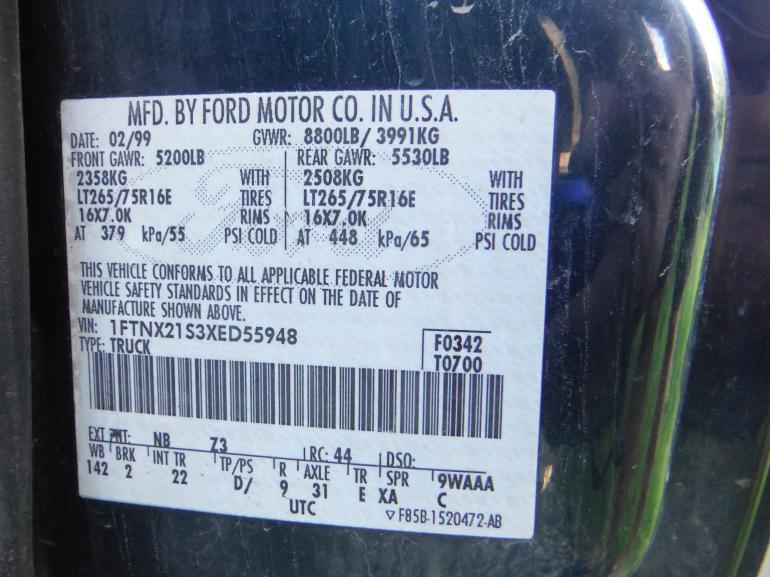 MFD. BY FORD MOTOR CO. IN U.S.A.
DATE: 02/99 GVWR: 8800LB/ 3991KG
FRONT GAWR: 5200LB REAR GAWR: 5530LB
2358KG WITH 2508KG WITH
LT265/75R16E TIRES LT265/75R16E TIRES
16X7.0K RIMS 16X7.0K RIMS
AT 379 kPa/55 PSI COLD AT 448 kPa/65 PSI COLD
THIS VEHICLE CONFORMS TO ALL APPLICABLE FEDERAL MOTOR
VEHICLE SAFETY STANDARDS IN EFFECT ON THE DATE OF
MANUFACTURE SHOWN ABOVE.
VIN: 1FTNX21S3XED55948 F0342
TYPE: TRUCK T0700
EXT PNT: NB Z3 RC: 44 DSO:
WB BRK INT TR TP/PS R AXLE TR SPR 9WAAA
142 2 22 D/ 9 31 E XA C
UTC
▽F85B-1520472-AB